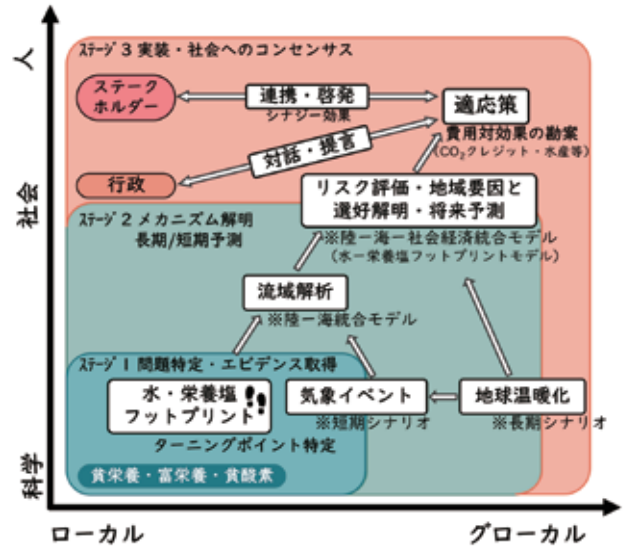 人
社会
科学
ｽﾃｰｼﾞ３実装・社会へのコンセンサス
ステーク
ホルダー
連携・啓発
シナジー効果
適応策
費用対効果の勘案
（CO₂クレジット・水産等）
対話・提言
行政
リスク評価・地域要因と
選好解明・将来予測
※陸ー海ー社会経済統合モデル
（水ー栄養塩フットプリントモデル）
ｽﾃｰｼﾞ２メカニズム解明
長期/短期予測
流域解析
※陸ー海統合モデル
ｽﾃｰｼﾞ１問題特定・エビデンス取得
水・栄養塩
フットプリント
ターニングポイント特定
気象イベント
※短期シナリオ
地球温暖化
※長期シナリオ
貧栄養・富栄養・貧酸素
ローカル
グローカル